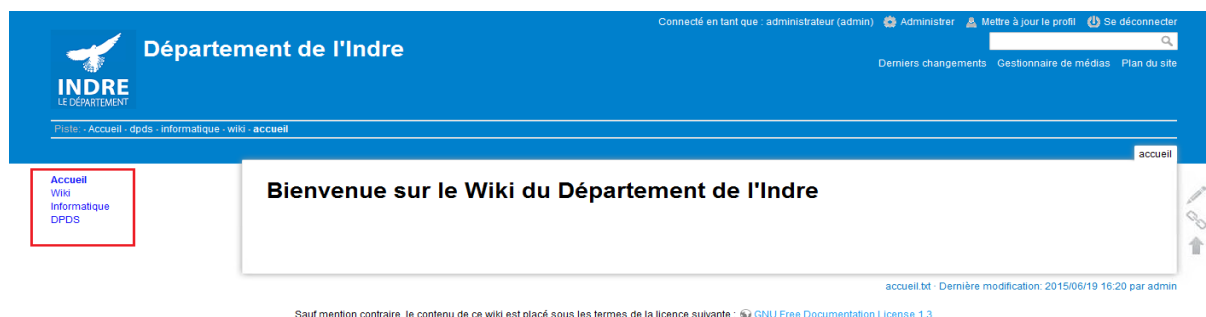 Connecté en tant que : administrateur (admin) Administrer Mettre à jour le profil Se déconnecter
Département de l'Indre
Derniers changements Gestionnaire de médias Plan du site
INDRE
LE DÉPARTEMENT
Piste: · Accueil · dpds · informatique · wiki · accueil
accueil
Accueil
Wiki
Informatique
DPDS
Bienvenue sur le Wiki du Département de l'Indre
accueil.txt · Dernière modification: 2015/06/19 16:20 par admin
Sauf mention contraire, le contenu de ce wiki est placé sous les termes de la licence suivante : GNU Free Documentation License 1.3